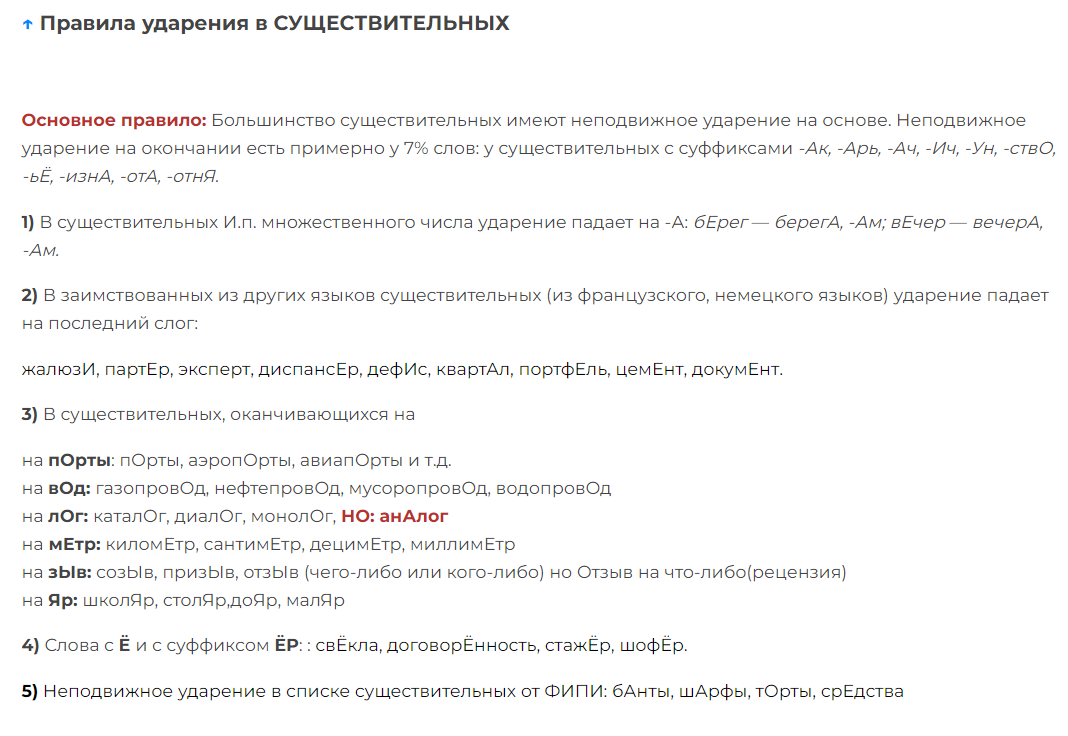 ↑ Правила ударения в СУЩЕСТВИТЕЛЬНЫХ
Основное правило: Большинство существительных имеют неподвижное ударение на основе. Неподвижное
ударение на окончании есть примерно у 7% слов: у существительных с суффиксами -Ак, -Арь, -Ач, -Ич, -Ун, -ствО,
-ьЁ, -изнА, -отА, -отнЯ.
1) В существительных И.п. множественного числа ударение падает на -А: бЕрег — берегА, -Ам; вЕчер — вечерА,
-Ам.
2) В заимствованных из других языков существительных (из французского, немецкого языков) ударение падает
на последний слог:
жалюзИ, партЕр, эксперт, диспансЕр, дефИс, квартАл, портфЕль, цемЕнт, докумЕнт.
3) В существительных, оканчивающихся на
на пОрты: пОрты, аэропОрты, авиапОрты и т.д.
на вОд: газопровОд, нефтепровОд, мусоропровОд, водопровОд
на лОг: каталОг, диалОг, монолОг, НО: анАлог
на мЕтр: киломЕтр, сантимЕтр, децимЕтр, миллимЕтр
на зЫв: созЫв, призЫв, отзЫв (чего-либо или кого-либо) но Отзыв на что-либо(рецензия)
на Яр: школЯр, столЯр,доЯр, малЯр
4) Слова с Ё и с суффиксом ЁР: : свЁкла, договорЁнность, стажЁр, шофЁр.
5) Неподвижное ударение в списке существительных от ФИПИ: бАнты, шАрфы, тОрты, срЕдства